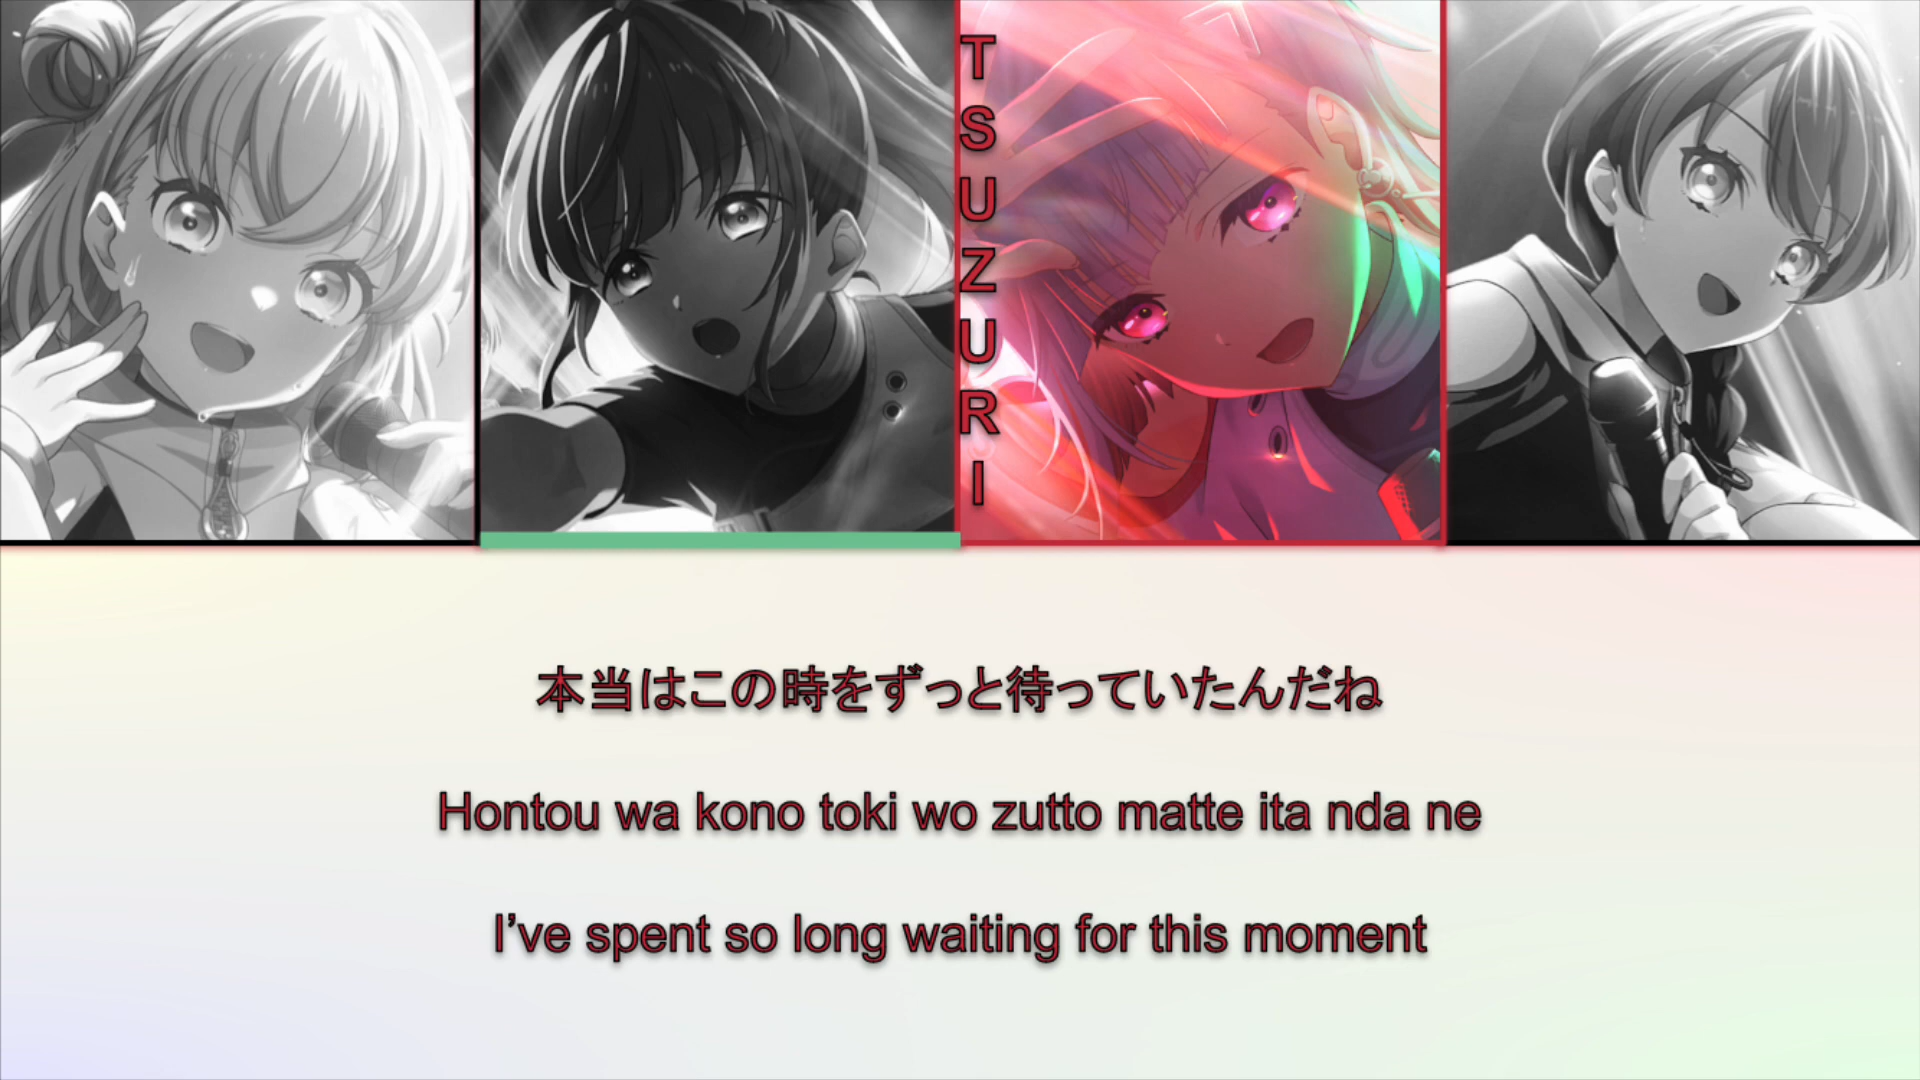 TSUZURI
本当はこの時をずっと待っていたんだね
Hontou wa kono toki wo zutto matte ita nda ne
I’ve spent so long waiting for this moment